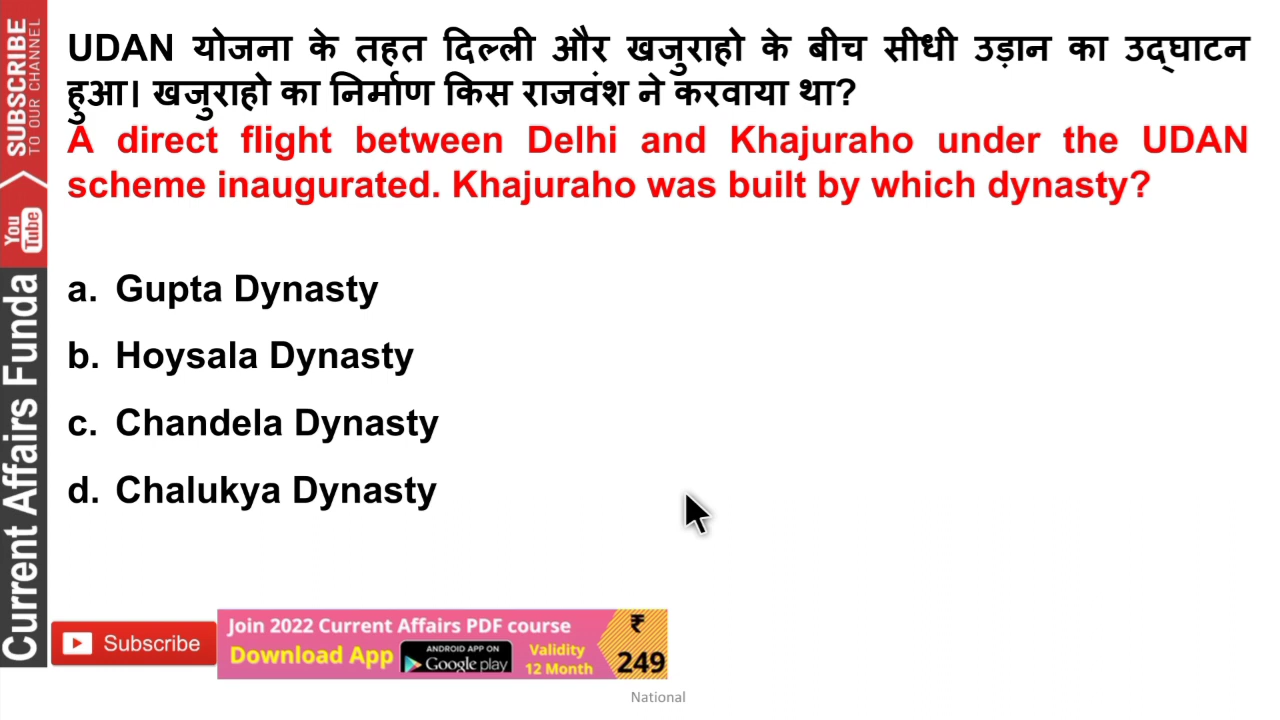 UDAN योजना के तहत दिल्ली और खजुराहो के बीच सीधी उड़ान का उद्घाटन
हुआ। खजुराहो का निर्माण किस राजवंश ने करवाया था?
A direct flight between Delhi and Khajuraho under the UDAN
scheme inaugurated. Khajuraho was built by which dynasty?
a. Gupta Dynasty
b. Hoysala Dynasty
c. Chandela Dynasty
d. Chalukya Dynasty
SUBSCRIBE
TO OUR CHANNEL
You
Tube
Current Affairs Funda
Subscribe
Join 2022 Current Affairs PDF course
Download App
ANDROID APP ON
Google play
Validity
12 Month
₹
249
National